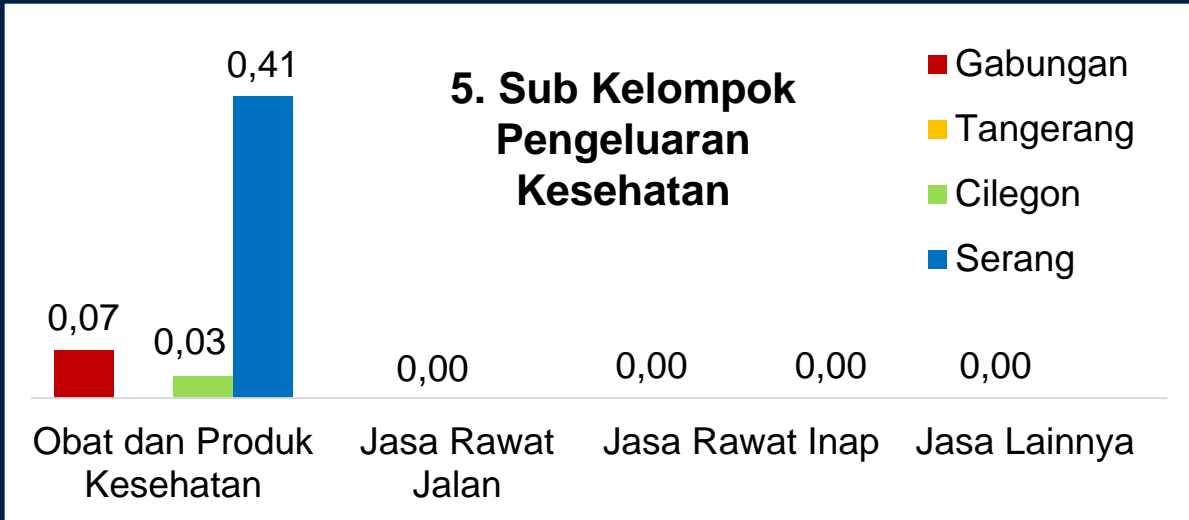 5. Sub Kelompok
Pengeluaran
Kesehatan
Gabungan
Tangerang
Cilegon
Serang
0,07
0,03
0,41
0,00
0,00
0,00
0,00
Obat dan Produk
Kesehatan
Jasa Rawat
Jalan
Jasa Rawat Inap
Jasa Lainnya